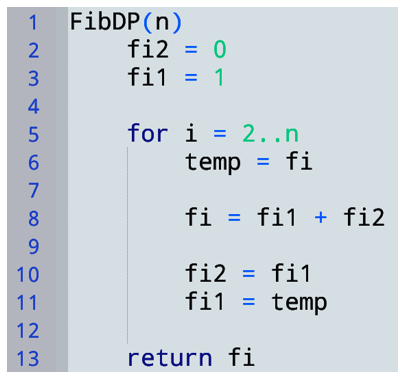 1 FibDP(n)
2     fi2 = 0
3     fi1 = 1
4
5     for i = 2..n
6         temp = fi
7
8         fi = fi1 + fi2
9
10         fi2 = fi1
11         fi1 = temp
12
13     return fi